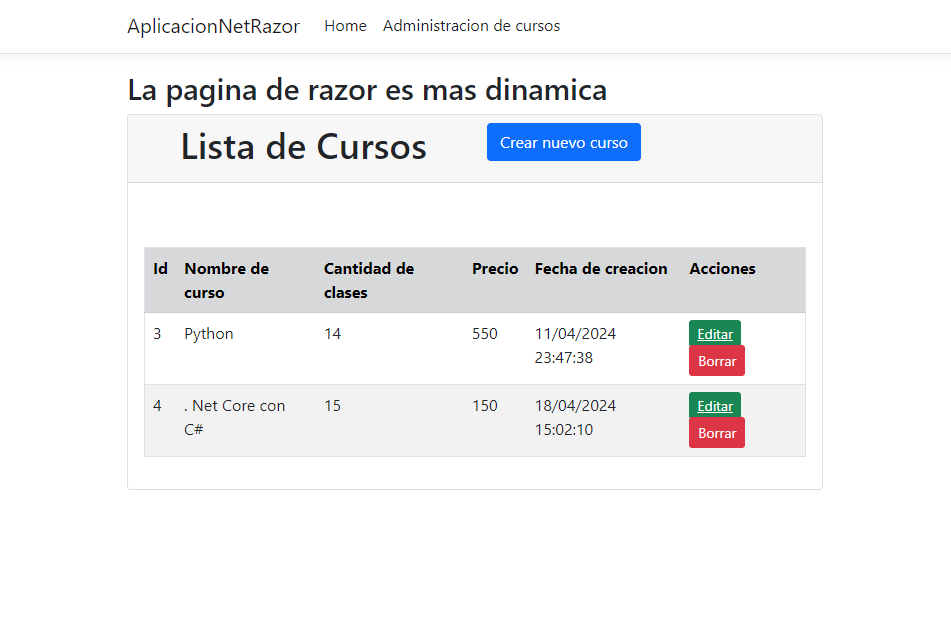 AplicacionNetRazor Home Administracion de cursos
La pagina de razor es mas dinamica
Lista de Cursos Crear nuevo curso
Id Nombre de curso Cantidad de clases Precio Fecha de creacion Acciones
3 Python 14 550 11/04/2024 23:47:38 Editar Borrar
4 . Net Core con C# 15 150 18/04/2024 15:02:10 Editar Borrar